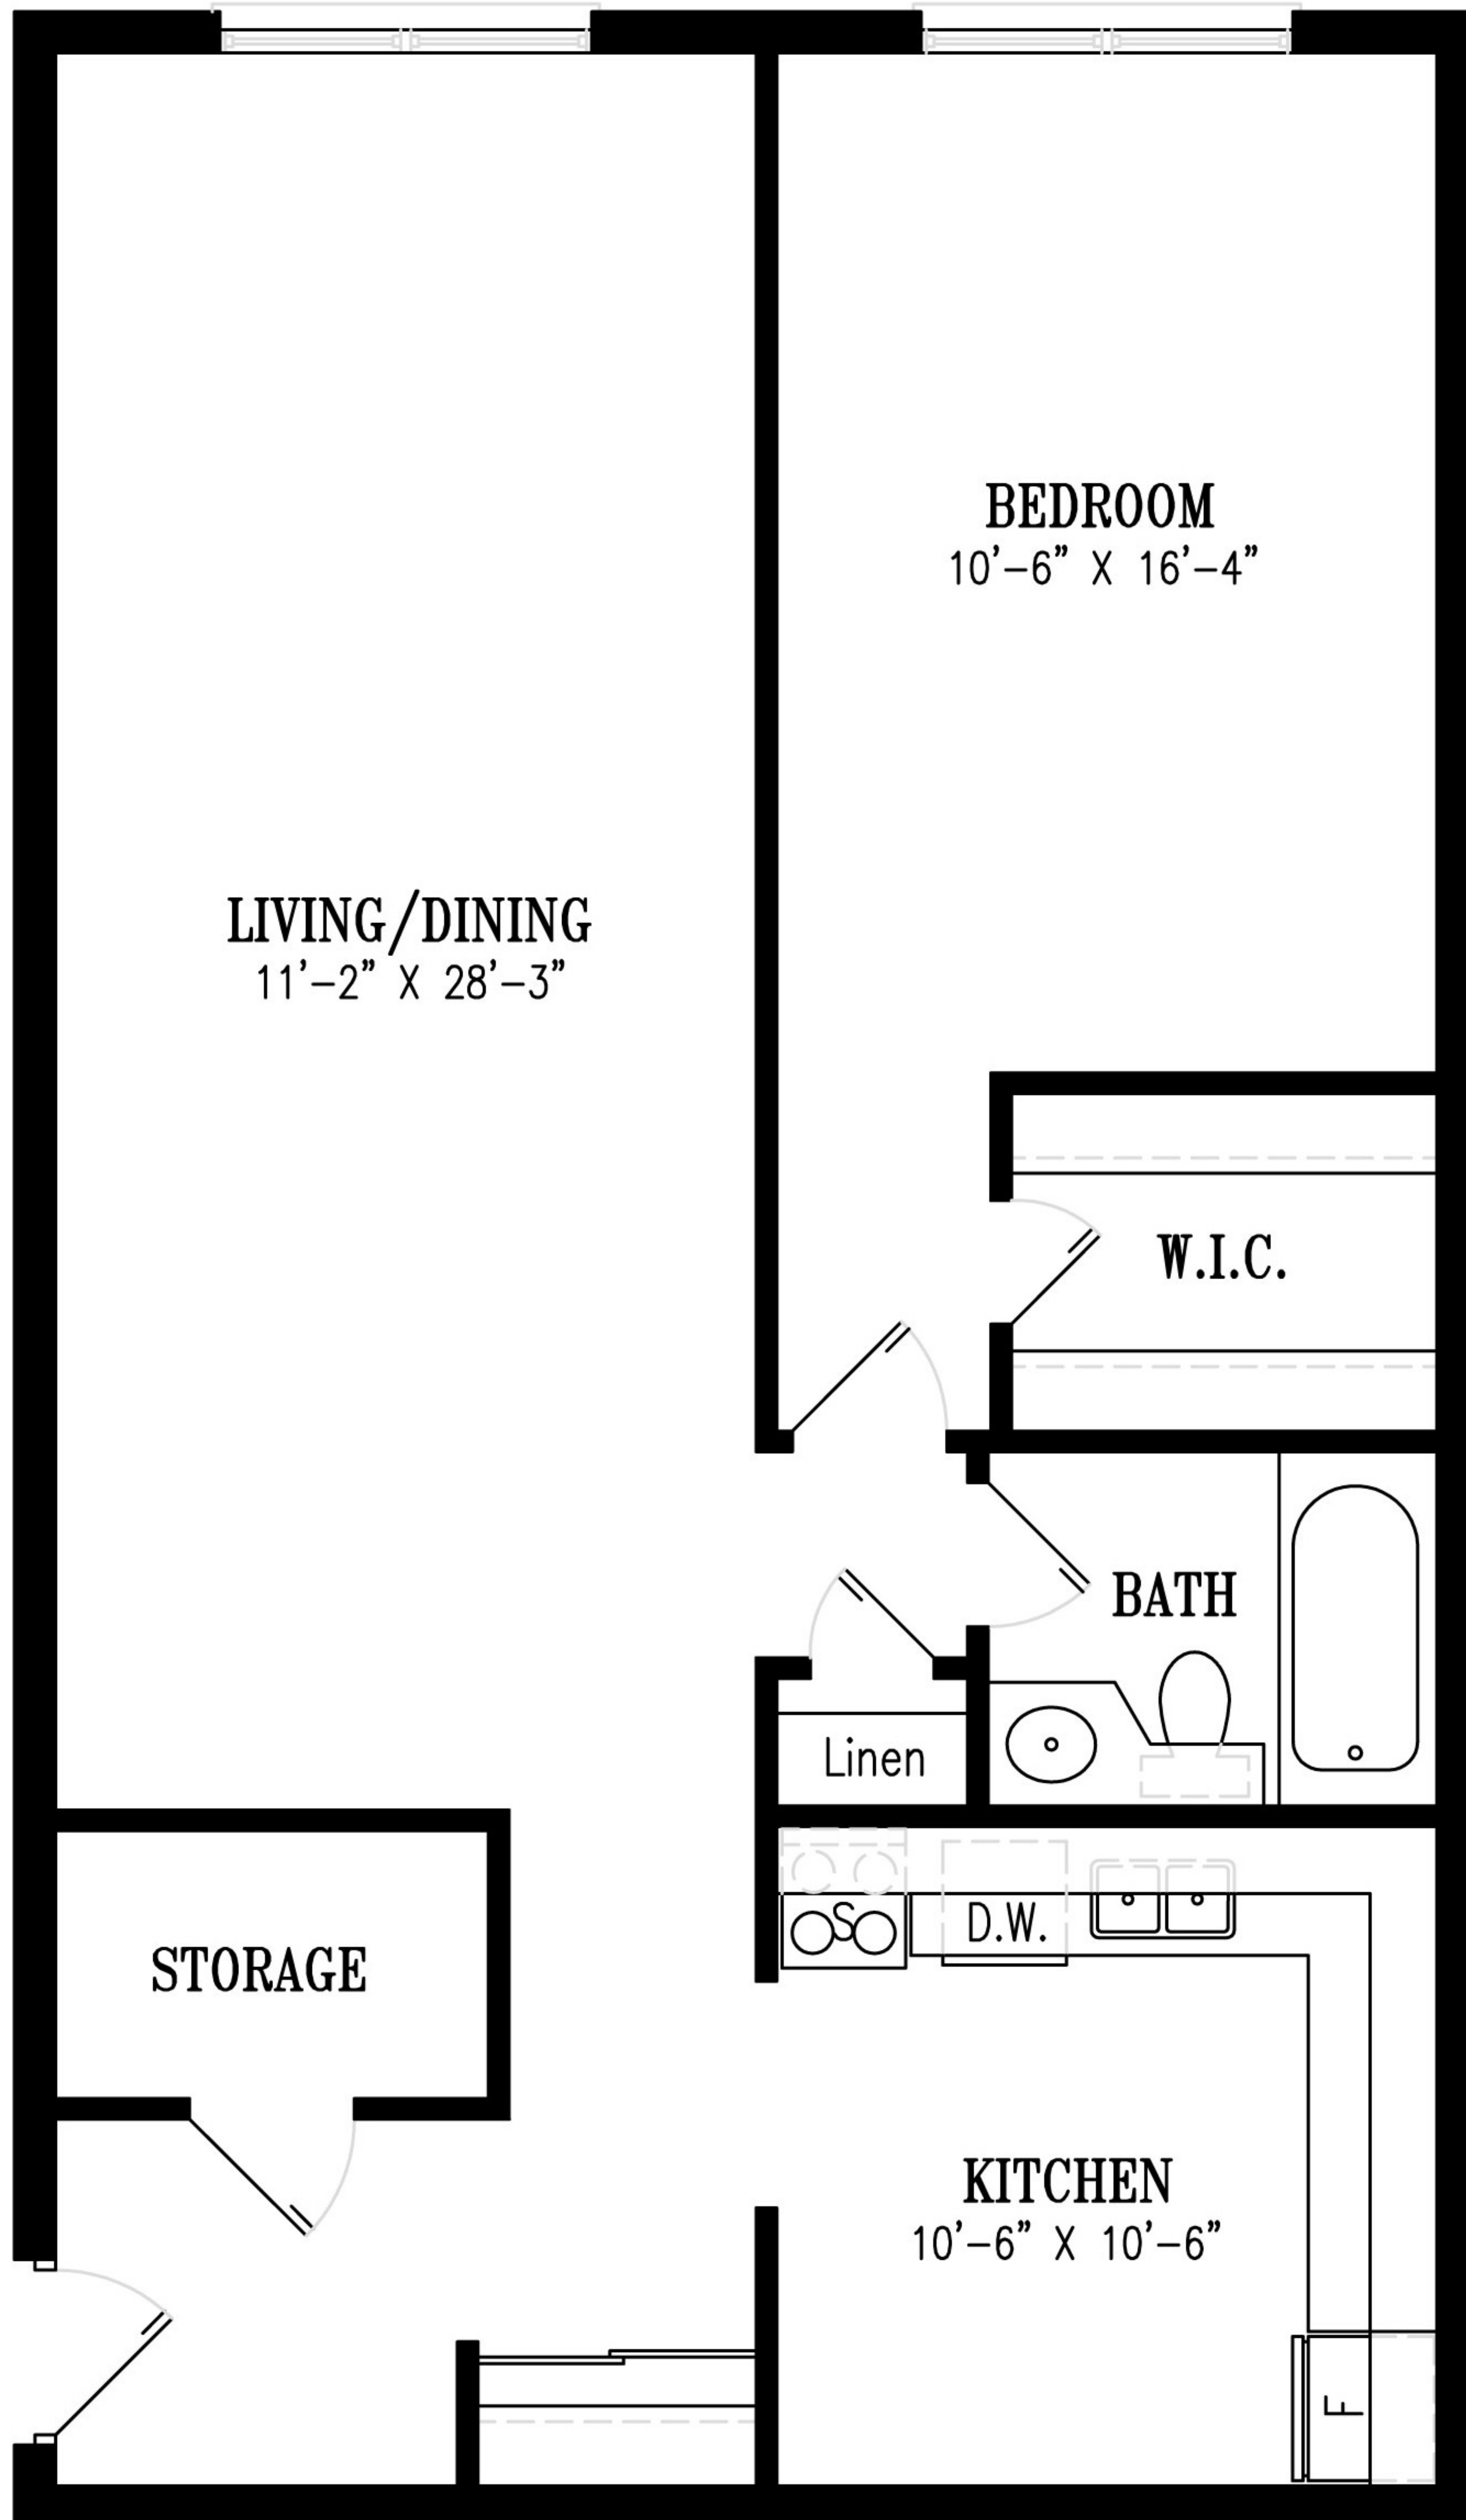 BEDROOM
10'-6" X 16'-4"
LIVING/DINING
11'-2" X 28'-3"
W.I.C.
BATH
Linen
S
D.W.
STORAGE
KITCHEN
10'-6" X 10'-6"
F